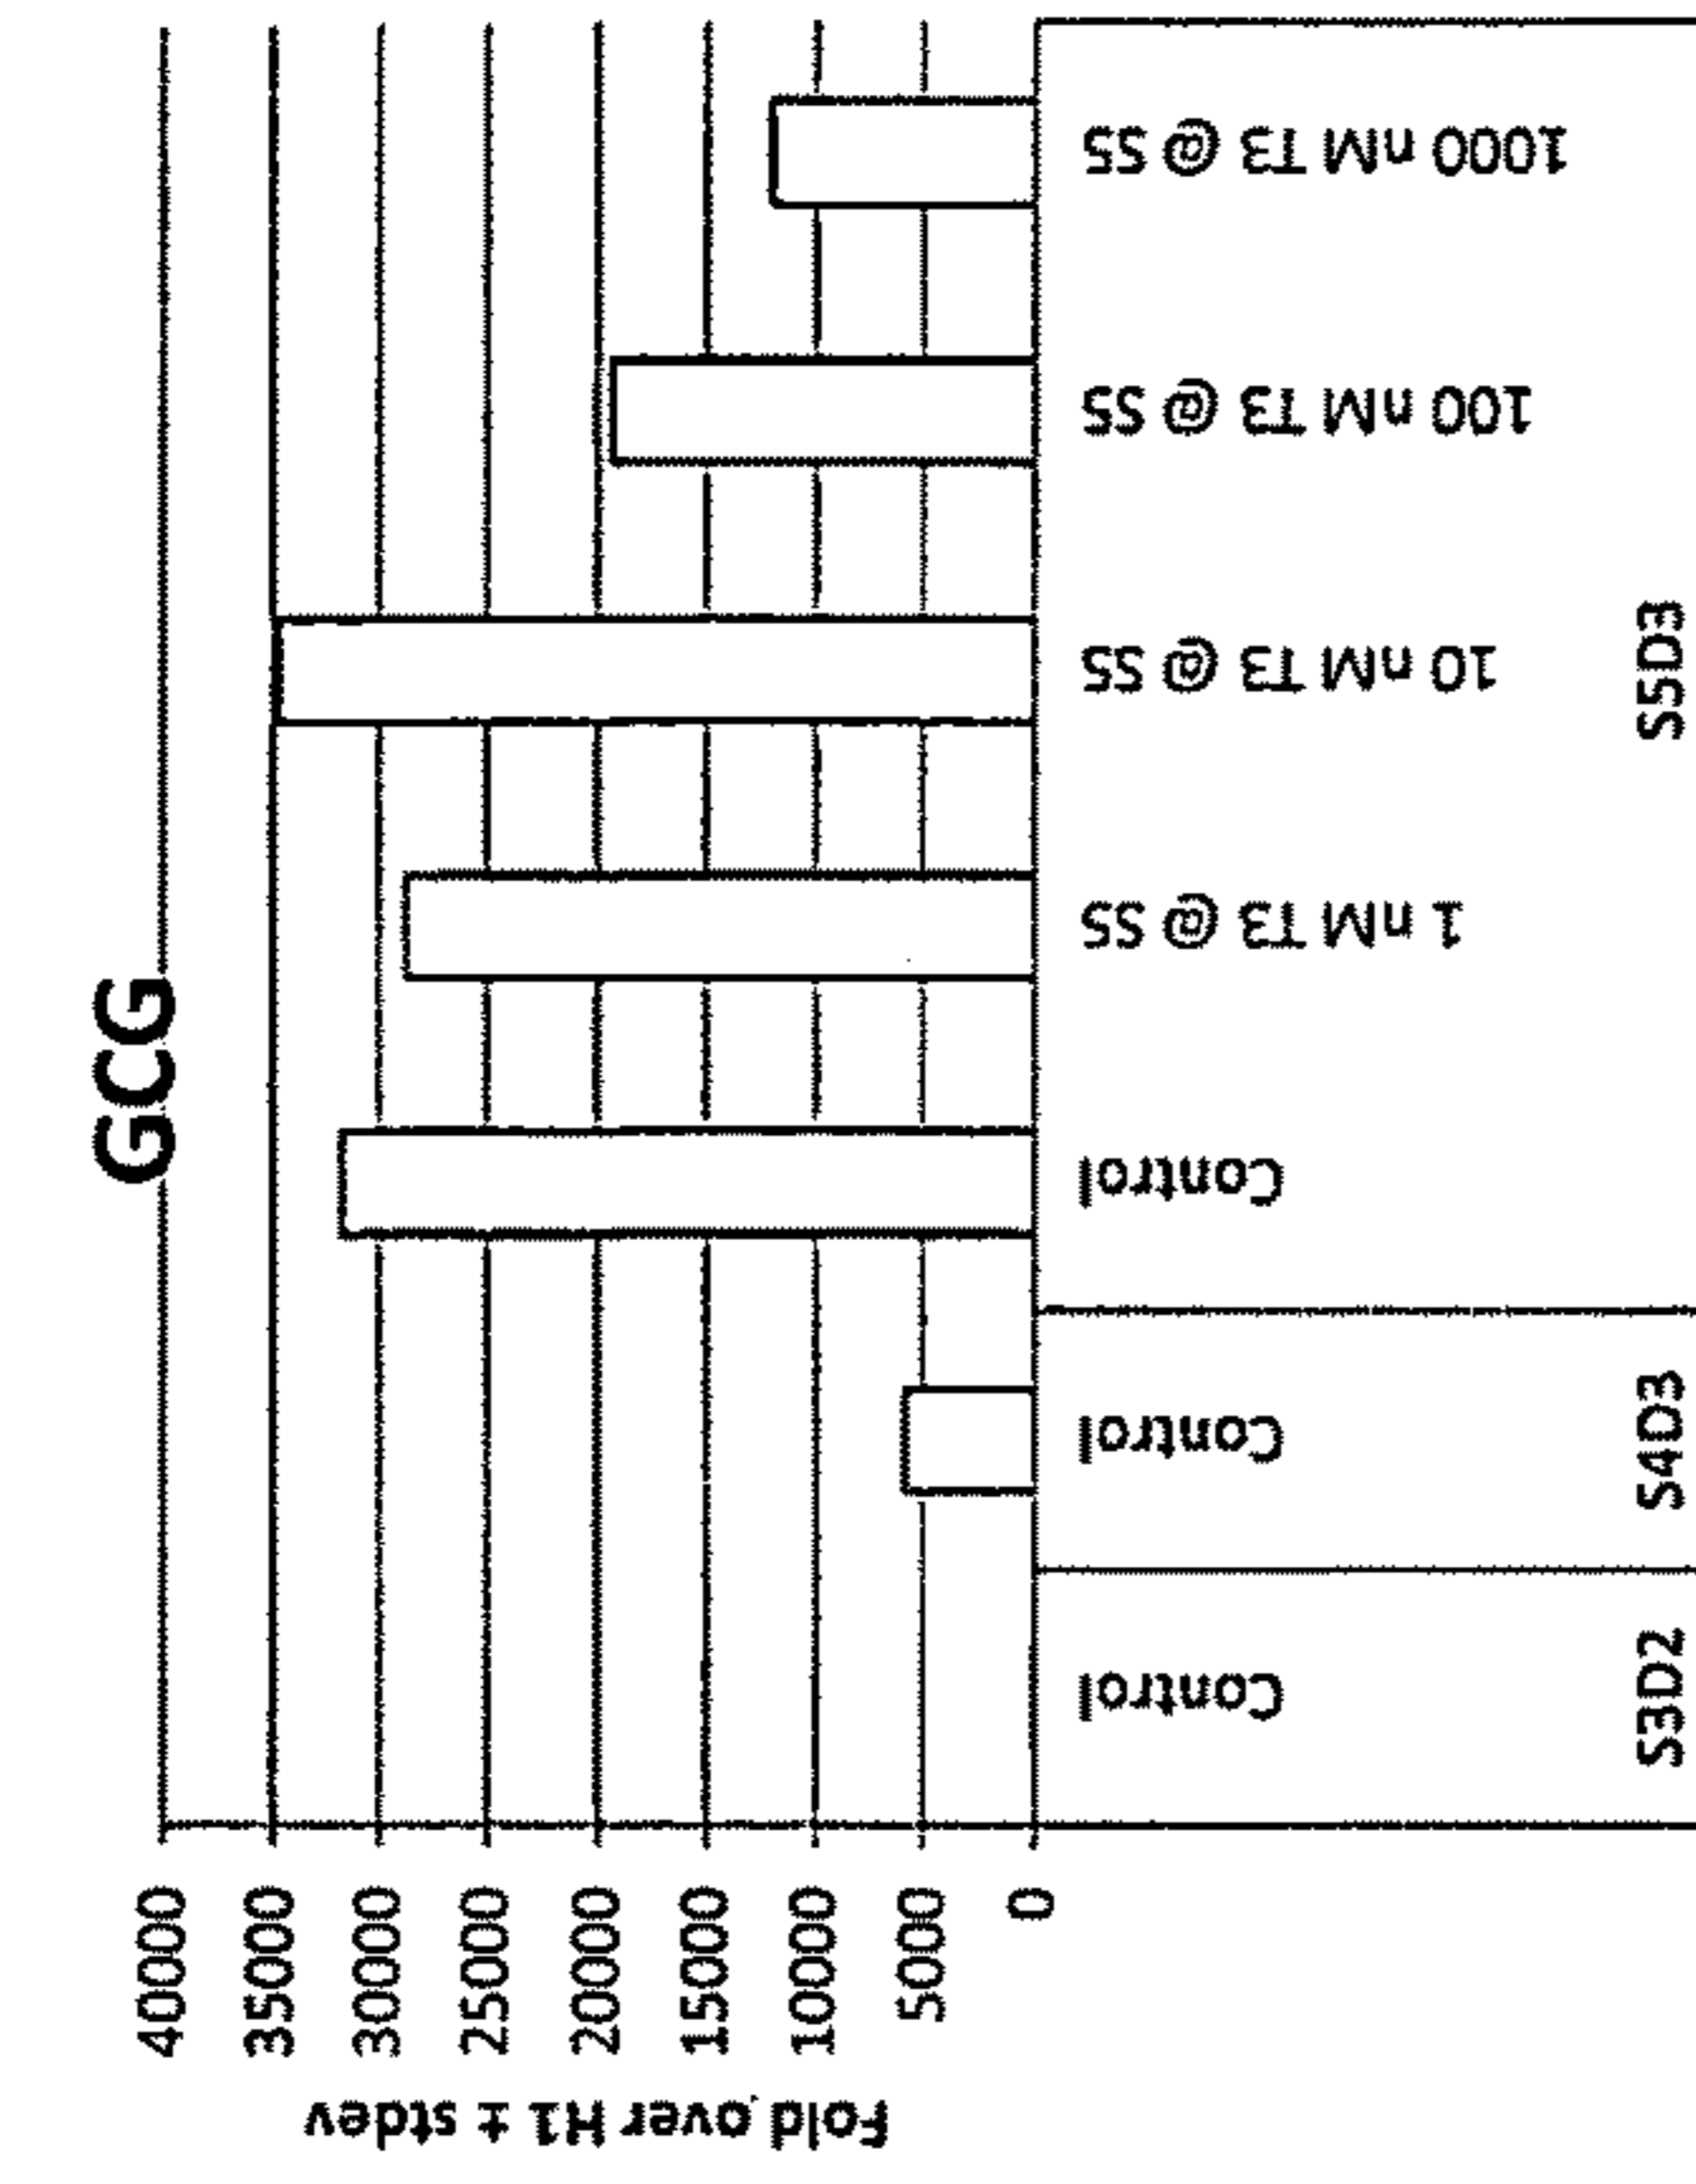 GCG
Fold over H1 ± stdev
40000
35000
30000
25000
20000
15000
10000
5000
0
Control
Control
Control
1 nM T3 @ S5
10 nM T3 @ S5
100 nM T3 @ S5
1000 nM T3 @ S5
S3D2
S4D3
S5D3